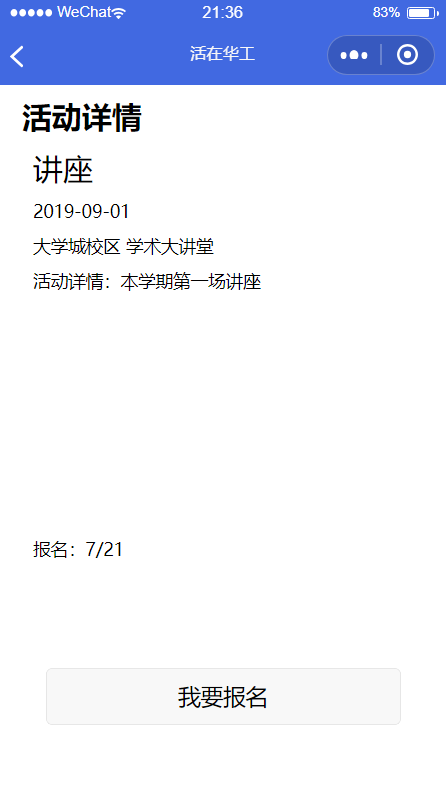 WeChat
21:36
83%
活在华工
活动详情
讲座
2019-09-01
大学城校区 学术大讲堂
活动详情：本学期第一场讲座
报名：7/21
我要报名